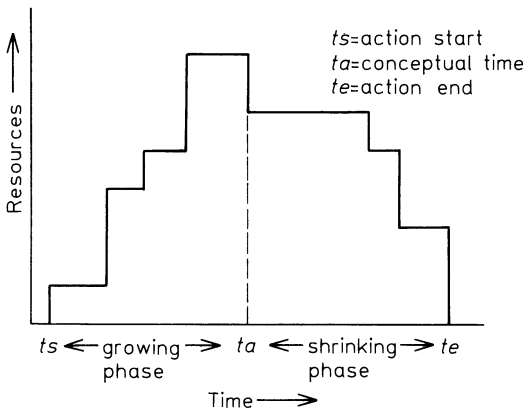 ts=action start
ta=conceptual time
te=action end
Resources
ts growing phase ta shrinking phase te
Time